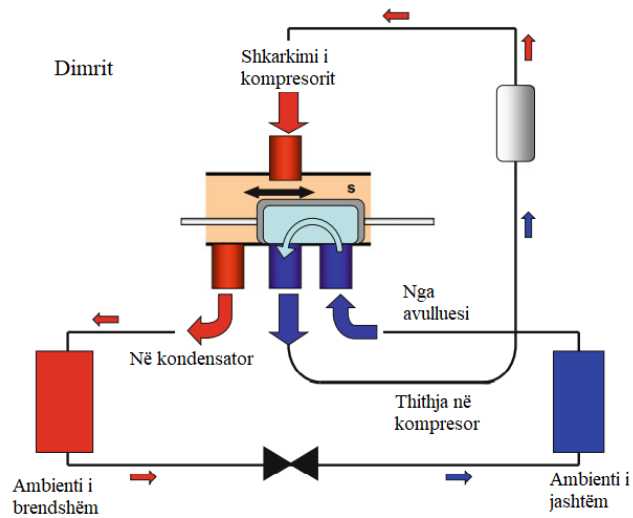 Dimrit
Shkarkimi i
kompresorit
s
Nga
avulluesi
Në kondensator
Thithja në
kompresor
Ambienti i
brendshëm
Ambienti i
jashtëm